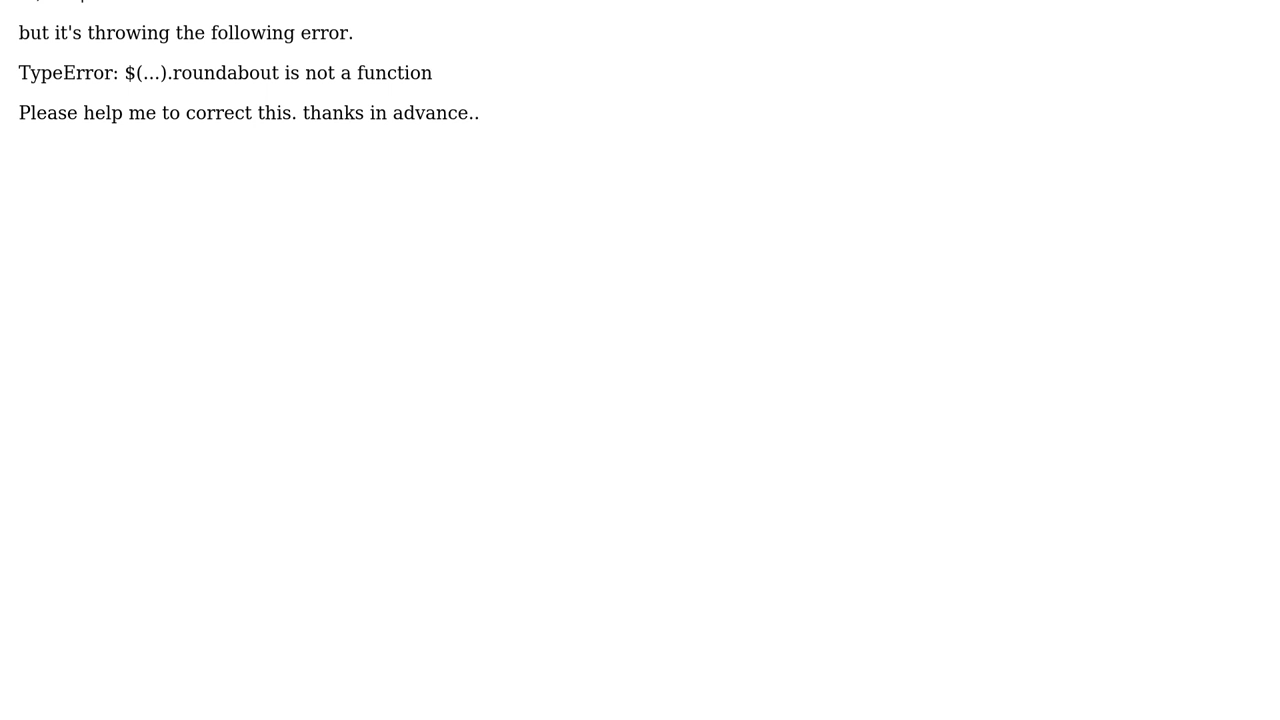 but it's throwing the following error.
TypeError: $(...).roundabout is not a function
Please help me to correct this. thanks in advance..